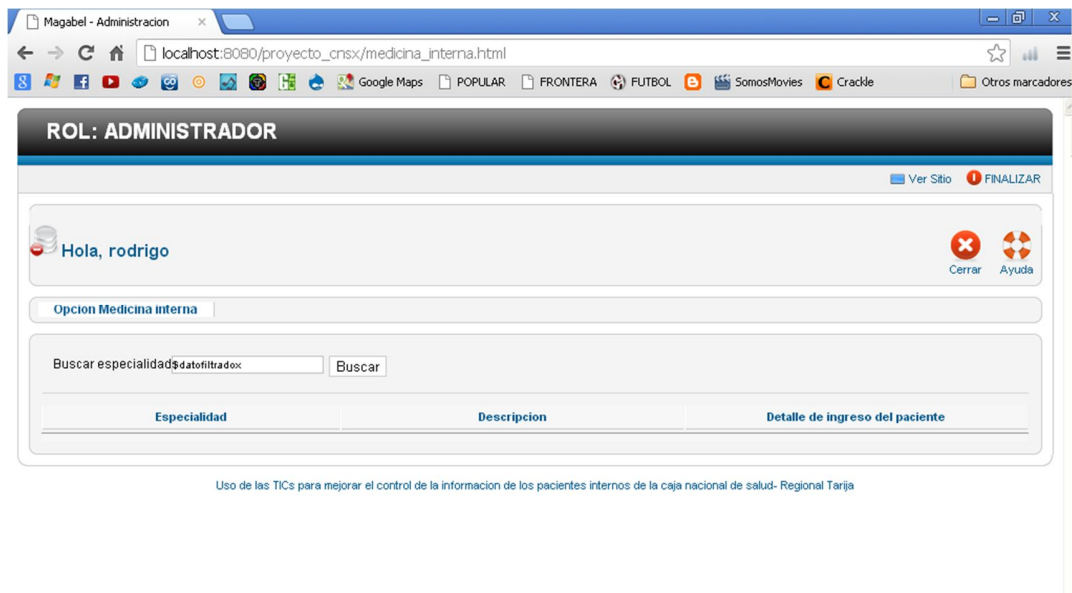 Magabel - Administracion
localhost:8080/proyecto_cnsx/medicina_interna.html
Google Maps POPULAR FRONTERA FUTBOL SomosMovies Crackle Otros marcadores
ROL: ADMINISTRADOR
Ver Sitio FINALIZAR
Hola, rodrigo
Cerrar Ayuda
Opcion Medicina interna
Buscar especialidad: $datofiltradox Buscar
Especialidad Descripcion Detalle de ingreso del paciente
Uso de las TICs para mejorar el control de la informacion de los pacientes internos de la caja nacional de salud- Regional Tarija